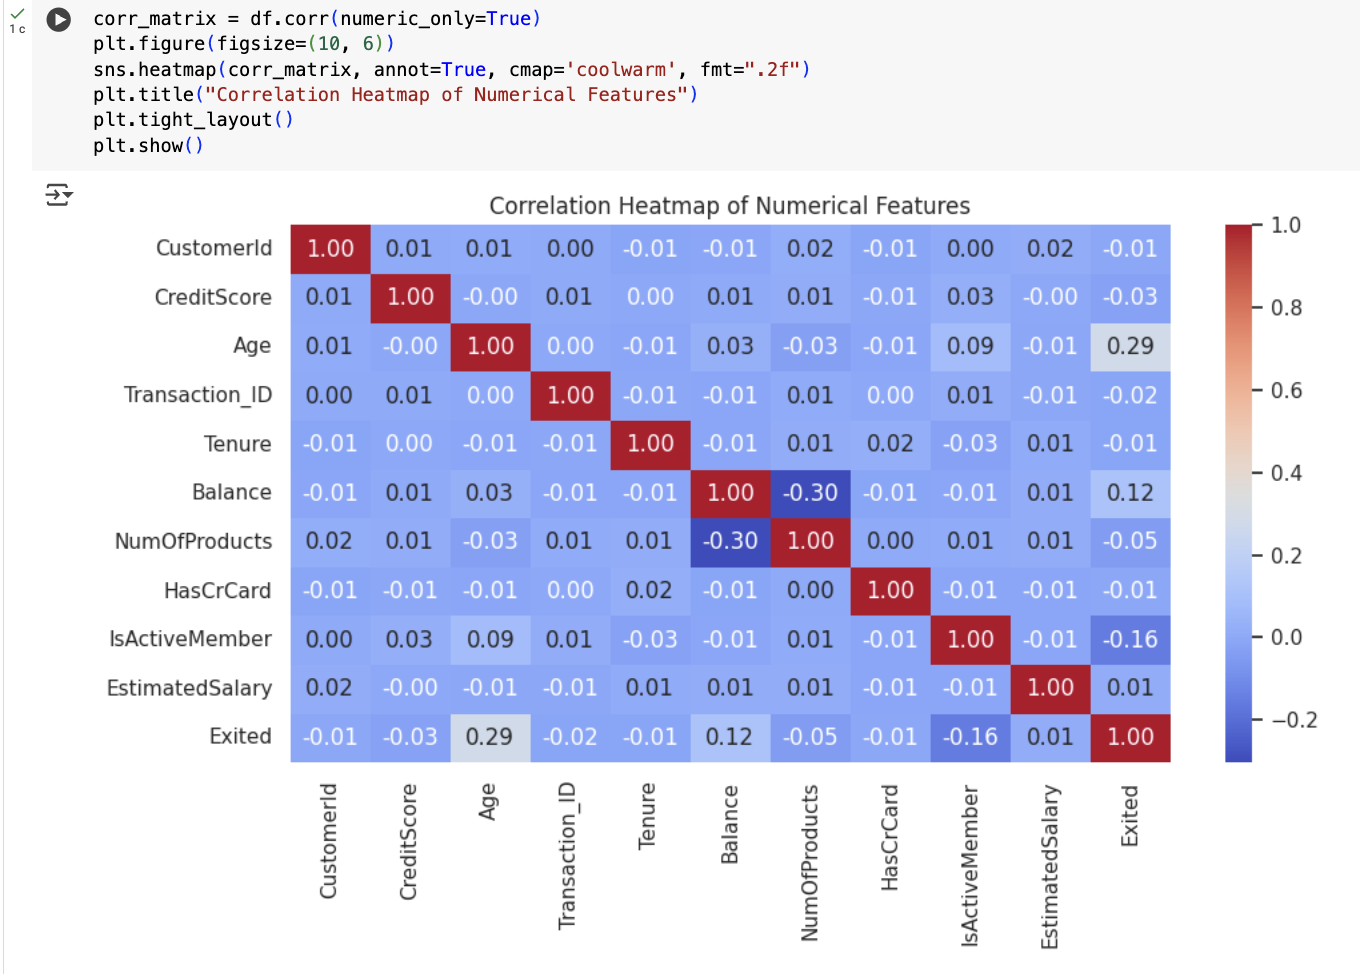 corr_matrix = df.corr(numeric_only=True)
plt.figure(figsize=(10, 6))
sns.heatmap(corr_matrix, annot=True, cmap='coolwarm', fmt=".2f")
plt.title("Correlation Heatmap of Numerical Features")
plt.tight_layout()
plt.show()
1 с
Correlation Heatmap of Numerical Features
CustomerId 1.00 0.01 0.01 0.00 -0.01 -0.01 0.02 -0.01 0.00 0.02 -0.01
CreditScore 0.01 1.00 -0.00 0.01 0.00 0.01 0.01 -0.01 0.03 -0.00 -0.03
Age 0.01 -0.00 1.00 0.00 -0.01 0.03 -0.03 -0.01 0.09 -0.01 0.29
Transaction_ID 0.00 0.01 0.00 1.00 -0.01 -0.01 0.01 0.00 0.01 -0.01 -0.02
Tenure -0.01 0.00 -0.01 -0.01 1.00 -0.01 0.01 0.02 -0.03 0.01 -0.01
Balance -0.01 0.01 0.03 -0.01 -0.01 1.00 -0.30 -0.01 -0.01 0.01 0.12
NumOfProducts 0.02 0.01 -0.03 0.01 0.01 -0.30 1.00 0.00 0.01 0.01 -0.05
HasCrCard -0.01 -0.01 -0.01 0.00 0.02 -0.01 0.00 1.00 -0.01 -0.01 -0.01
IsActiveMember 0.00 0.03 0.09 0.01 -0.03 -0.01 0.01 -0.01 1.00 -0.01 -0.16
EstimatedSalary 0.02 -0.00 -0.01 -0.01 0.01 0.01 0.01 -0.01 -0.01 1.00 0.01
Exited -0.01 -0.03 0.29 -0.02 -0.01 0.12 -0.05 -0.01 -0.16 0.01 1.00
CustomerId
CreditScore
Age
Transaction_ID
Tenure
Balance
NumOfProducts
HasCrCard
IsActiveMember
EstimatedSalary
Exited
1.0
0.8
0.6
0.4
0.2
0.0
−0.2